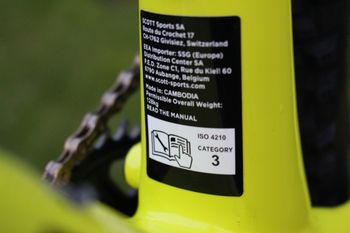 SCOTT Sports SA
Route du Crochet 17
CH-1762 Givisiez, Switzerland
EEA Importer: SSG (Europe)
Distribution Center SA
P.E.D. Zone C1, Rue du Kiell 60
6790 Aubange, Belgium
www.scott-sports.com
Made in: CAMBODIA
Permissible Overall Weight:
128kg
READ THE MANUAL
ISO 4210
CATEGORY
3